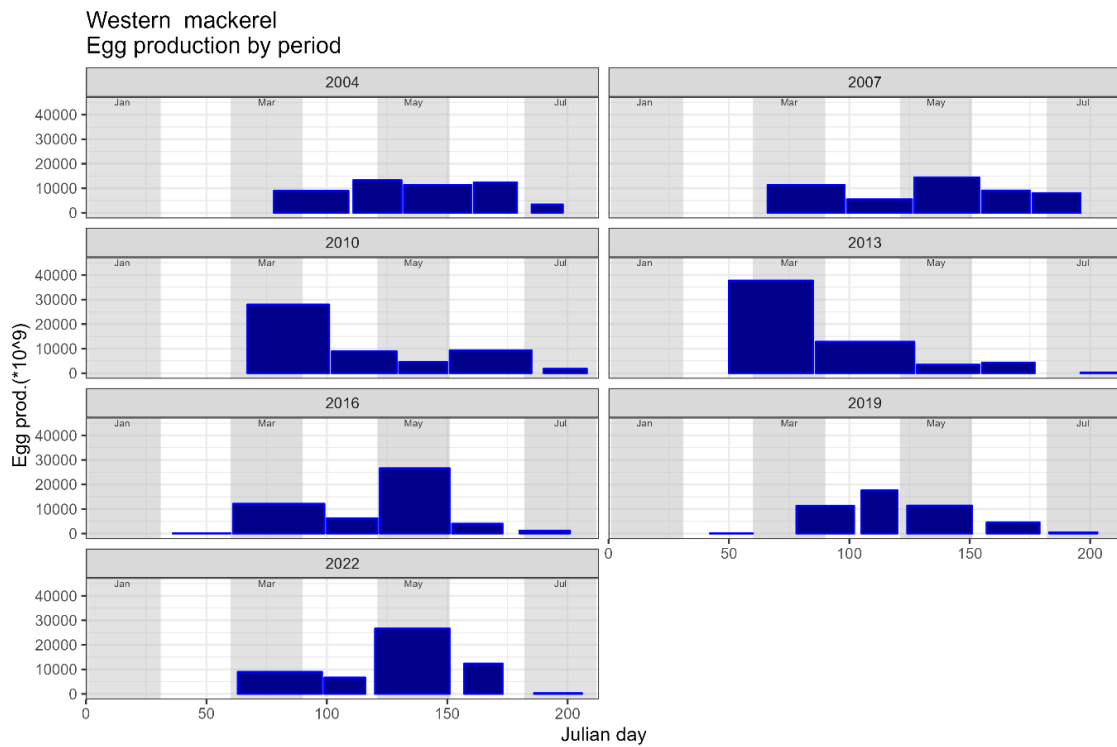 Western  mackerel
Egg production by period
2004
2007
Jan Mar May Jul
Jan Mar May Jul
40000
30000
20000
10000
0
2010
2013
Jan Mar May Jul
Jan Mar May Jul
40000
30000
20000
10000
0
2016
2019
Jan Mar May Jul
Jan Mar May Jul
40000
30000
20000
10000
0
0 50 100 150 200
2022
Jan Mar May Jul
40000
30000
20000
10000
0
0 50 100 150 200
Egg prod.(*10^9)
Julian day